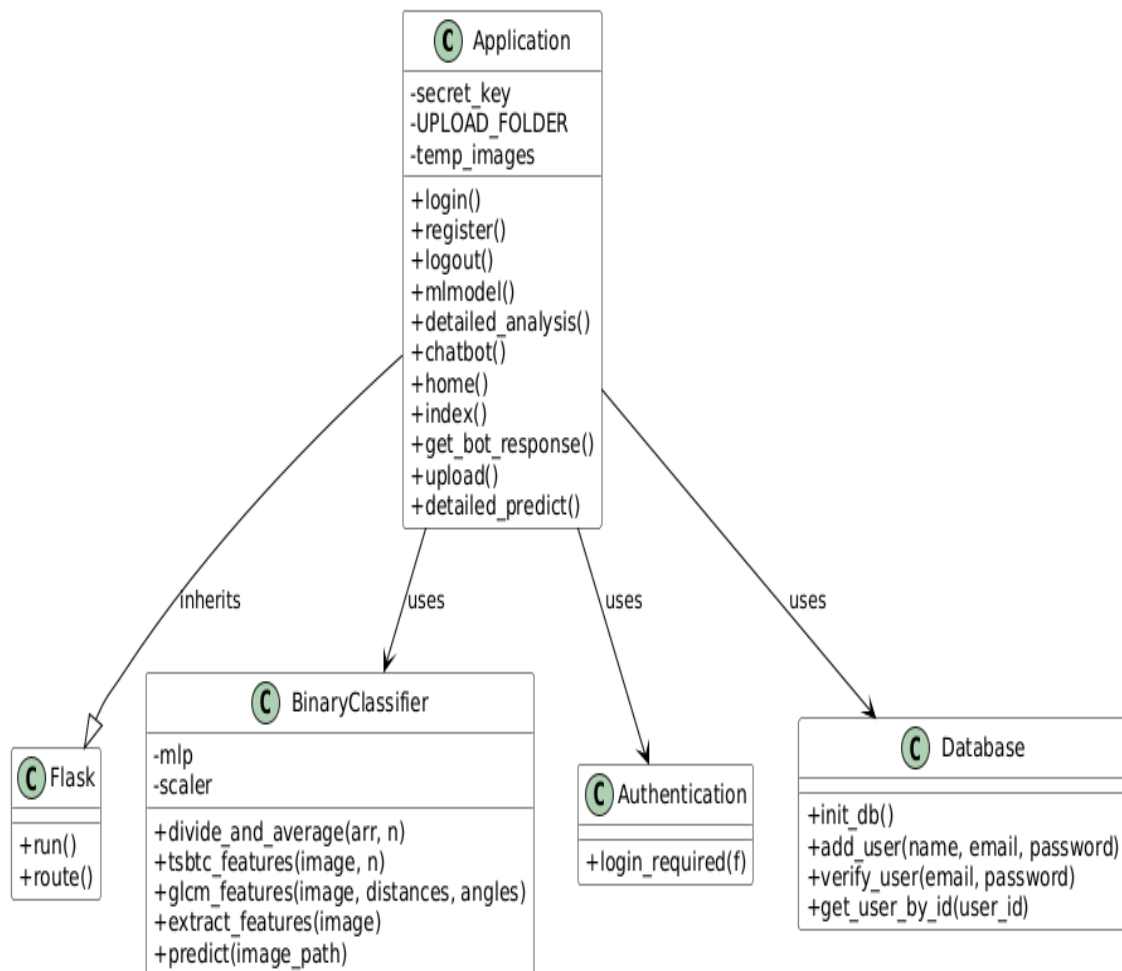 C Application
-secret_key
-UPLOAD_FOLDER
-temp_images
+login()
+register()
+logout()
+mlmodel()
+detailed_analysis()
+chatbot()
+home()
+index()
+get_bot_response()
+upload()
+detailed_predict()
inherits
uses
uses
uses
C Flask
+run()
+route()
C BinaryClassifier
-mlp
-scaler
+divide_and_average(arr, n)
+tsbtc_features(image, n)
+glcm_features(image, distances, angles)
+extract_features(image)
+predict(image_path)
C Authentication
+login_required(f)
C Database
+init_db()
+add_user(name, email, password)
+verify_user(email, password)
+get_user_by_id(user_id)